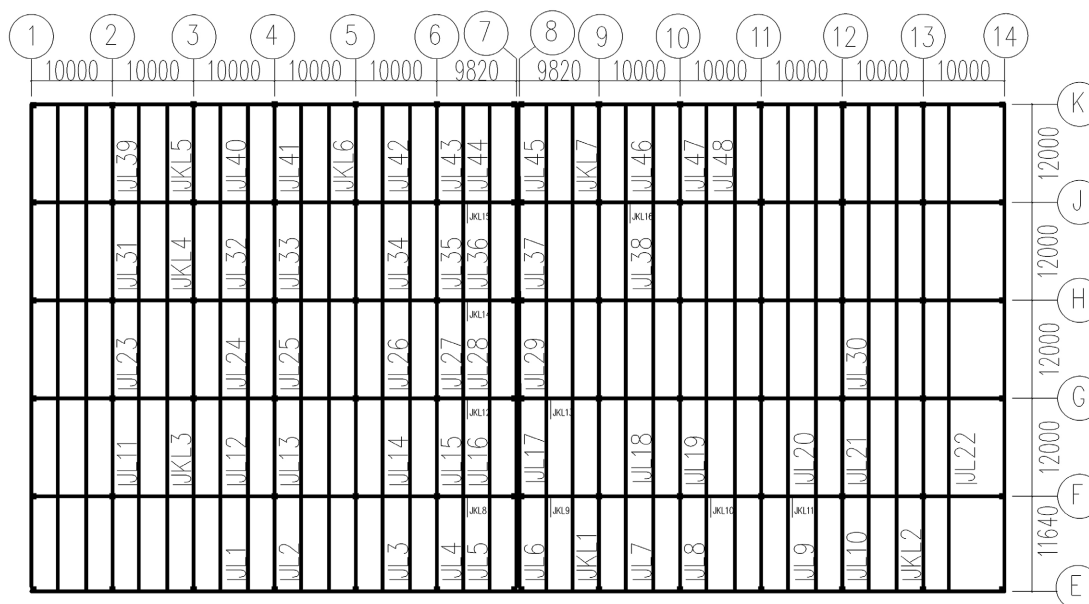 1 2 3 4 5 6 7 8 9 10 11 12 13 14
10000 10000 10000 10000 10000 9820 9820 10000 10000 10000 10000 10000
K
JL39 JKL5 JL40 JL41 JKL6 JL42 JL43 JL44 JL45 JKL7 JL46 JL47 JL48
12000
J
JKL15 JKL16
JL31 JKL4 JL32 JL33 JL34 JL35 JL36 JL37 JL38
12000
H
JKL14
JL23 JL24 JL25 JL26 JL27 JL28 JL29 JL30
12000
G
JKL12 JKL13
JL11 JKL3 JL12 JL13 JL14 JL15 JL16 JL17 JL18 JL19 JL20 JL21 JL22
12000
F
JKL8 JKL9 JKL10 JKL11
JL1 JL2 JL3 JL4 JL5 JL6 JKL1 JL7 JL8 JL9 JL10 JKL2
11640
E